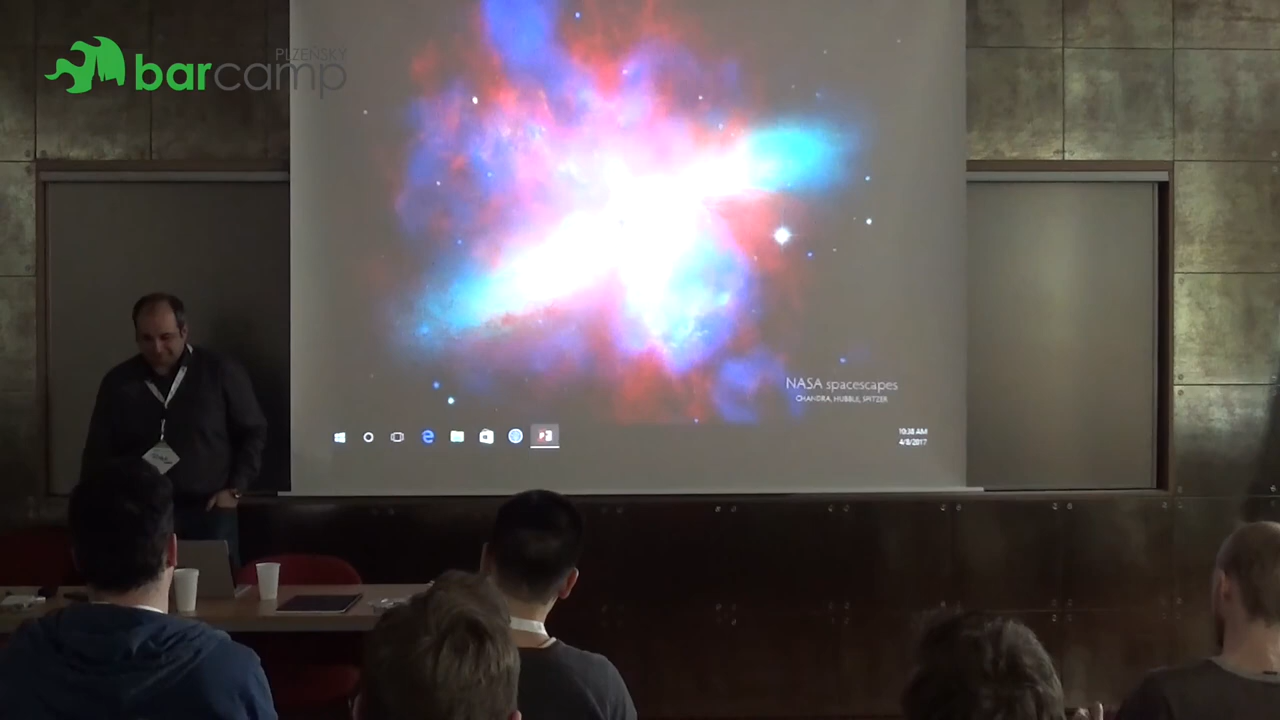 PLZEŇSKÝ
barcamp
NASA spacescapes
CHANDRA, HUBBLE, SPITZER
10:38 AM
4/8/2017